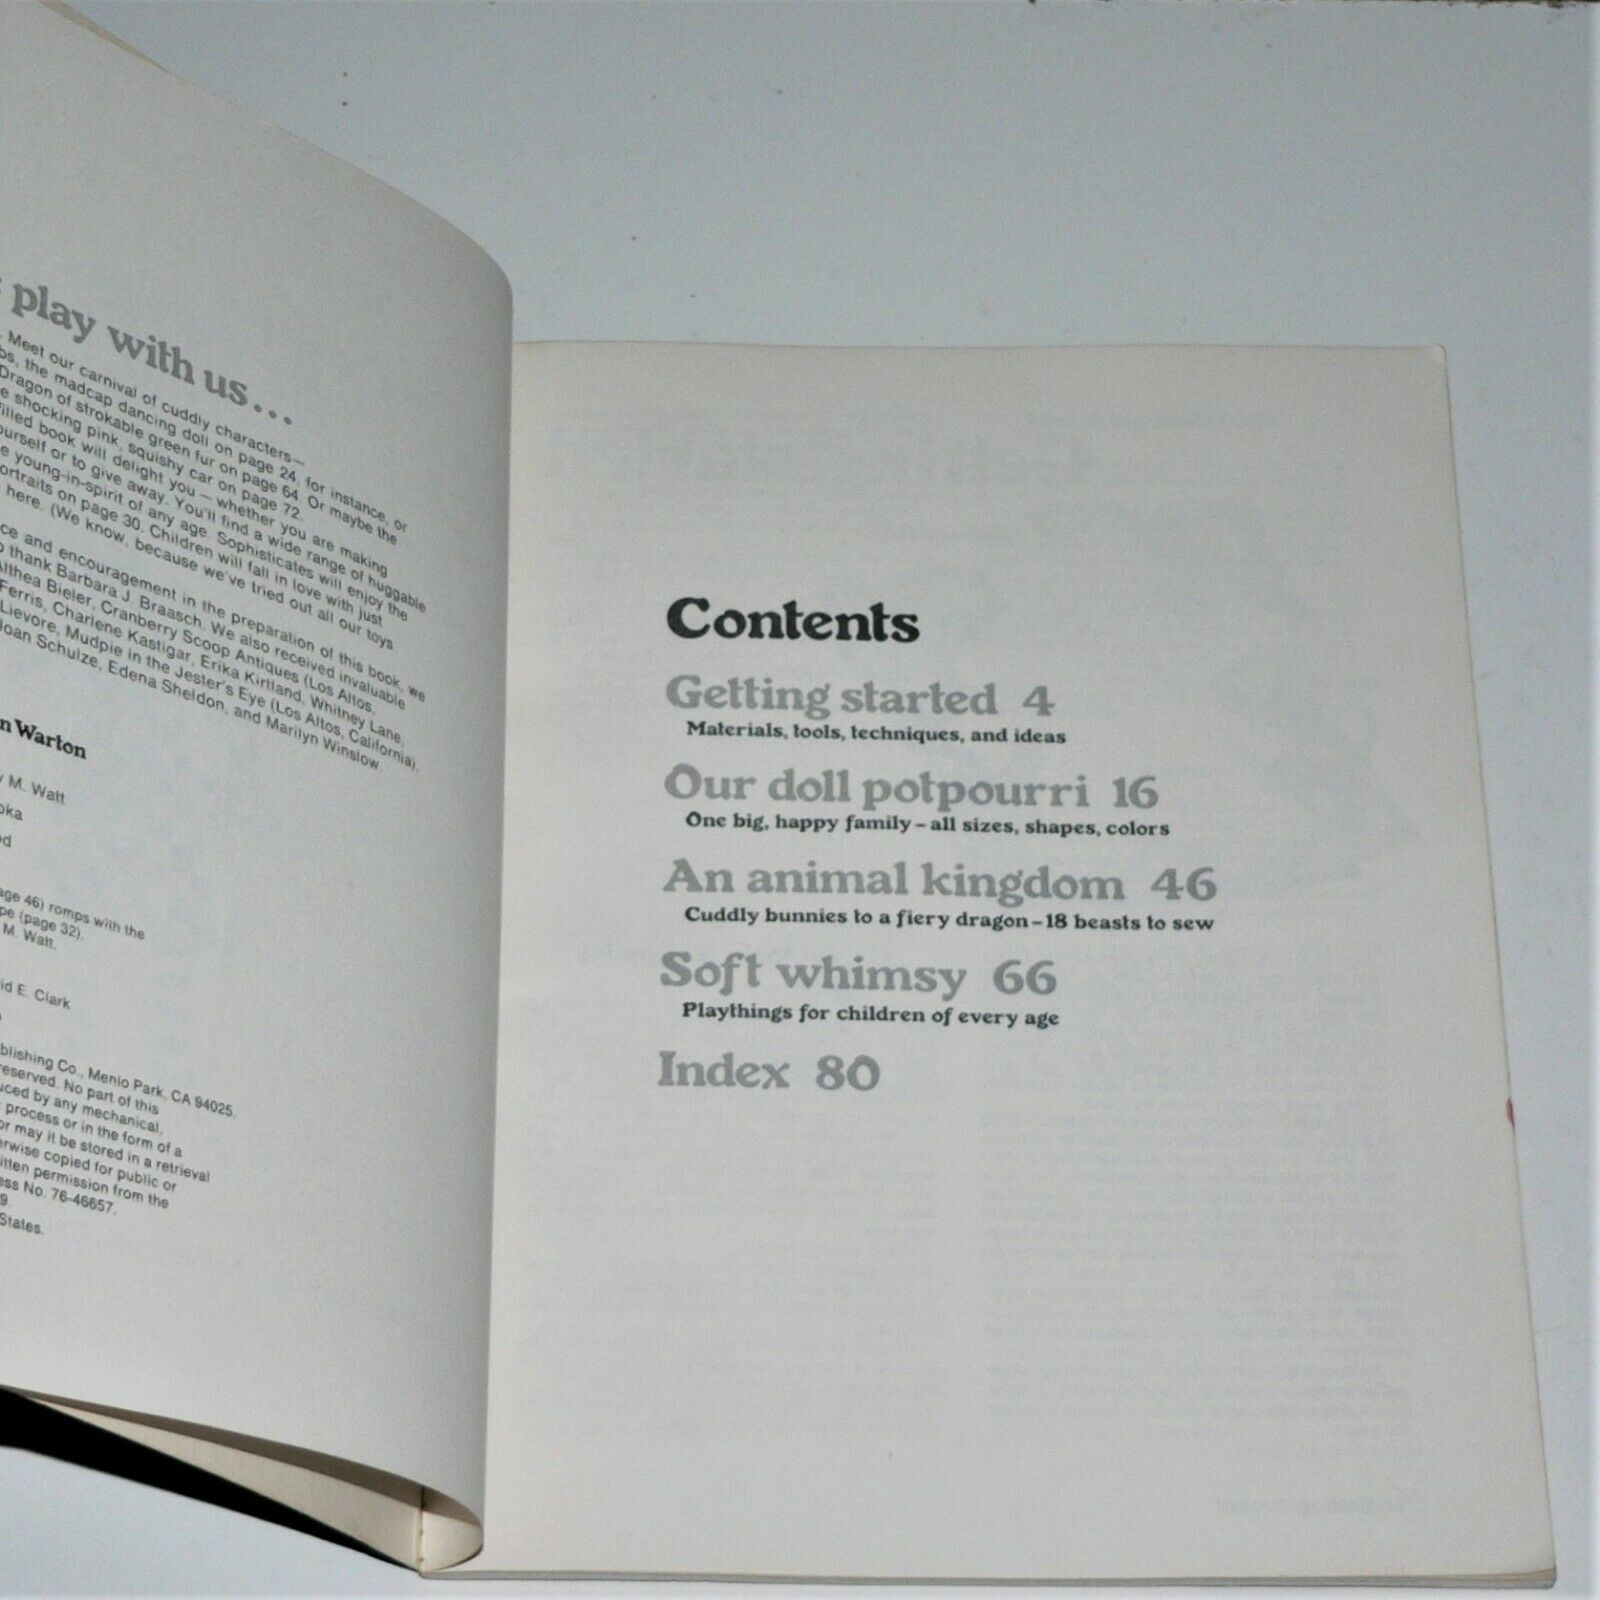 play with us...
Meet our carnival of cuddly characters—
the madcap dancing doll on page 24, for instance, or
Dragon of strokable green fur on page 64. Or maybe the
shocking pink, squishy car on page 72.
filled book will delight you — whether you are making
yourself or to give away. You'll find a wide range of huggable
young-in-spirit of any age. Sophisticates will enjoy the
portraits on page 30. Children will fall in love with just
here. (We know, because we've tried out all our toys
and encouragement in the preparation of this book, we
thank Barbara J. Braasch. We also received invaluable
Althea Bieler, Cranberry Scoop Antiques (Los Altos,
Ferris, Charlene Kastigar, Erika Kirtland, Whitney Lane,
Lievore, Mudpie in the Jester's Eye (Los Altos, California),
Joan Schulze, Edena Sheldon, and Marilyn Winslow.
n Warton
M. Watt
oka
d
age 46) romps with the
pe (page 32).
M. Watt.
id E. Clark
blishing Co., Menlo Park, CA 94025.
reserved. No part of this
uced by any mechanical,
process or in the form of a
or may it be stored in a retrieval
erwise copied for public or
itten permission from the
ess No. 76-46657.
9.
States.
Contents
Getting started 4
Materials, tools, techniques, and ideas
Our doll potpourri 16
One big, happy family – all sizes, shapes, colors
An animal kingdom 46
Cuddly bunnies to a fiery dragon – 18 beasts to sew
Soft whimsy 66
Playthings for children of every age
Index 80